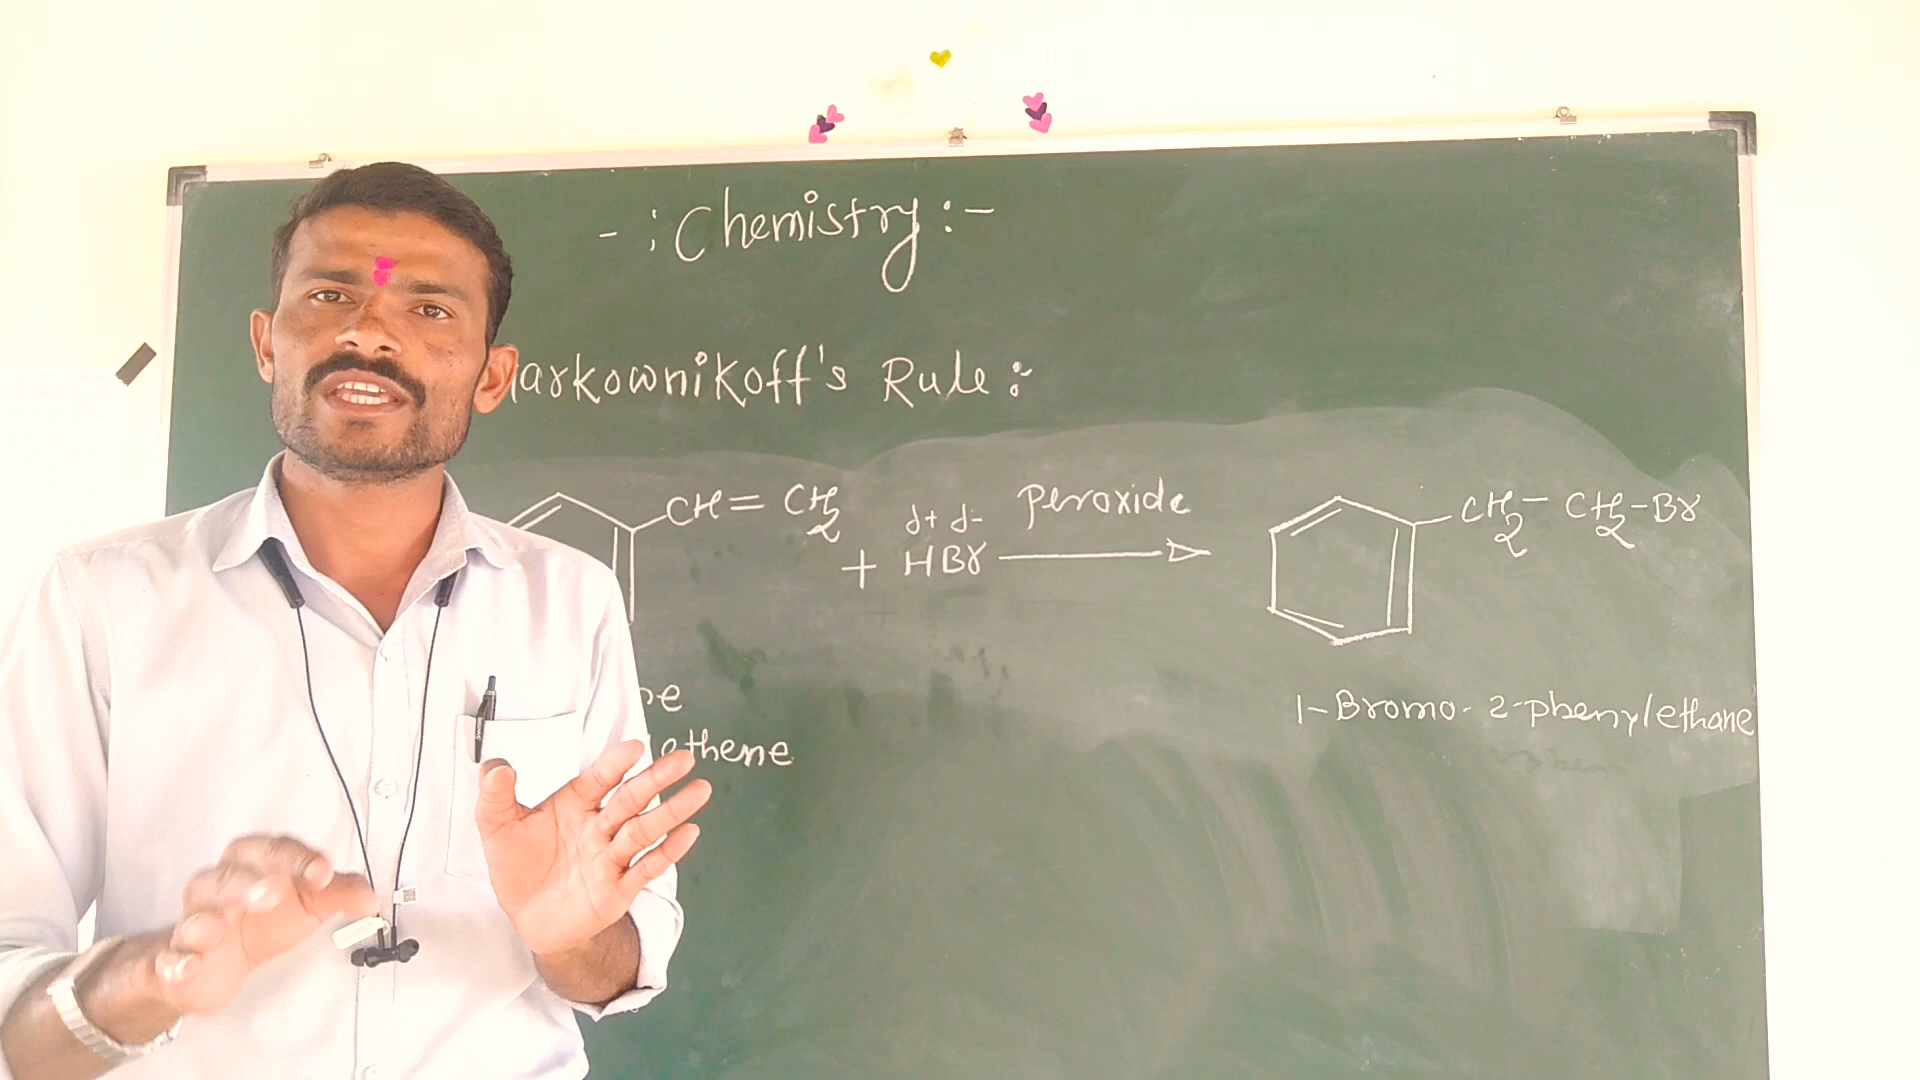 - : Chemistry : -
arkownikoff's Rule :-
CH = CH2 + HBr peroxide CH2 - CH2 - Br
δ+ δ-
1-Bromo-2-phenylethane
ethene